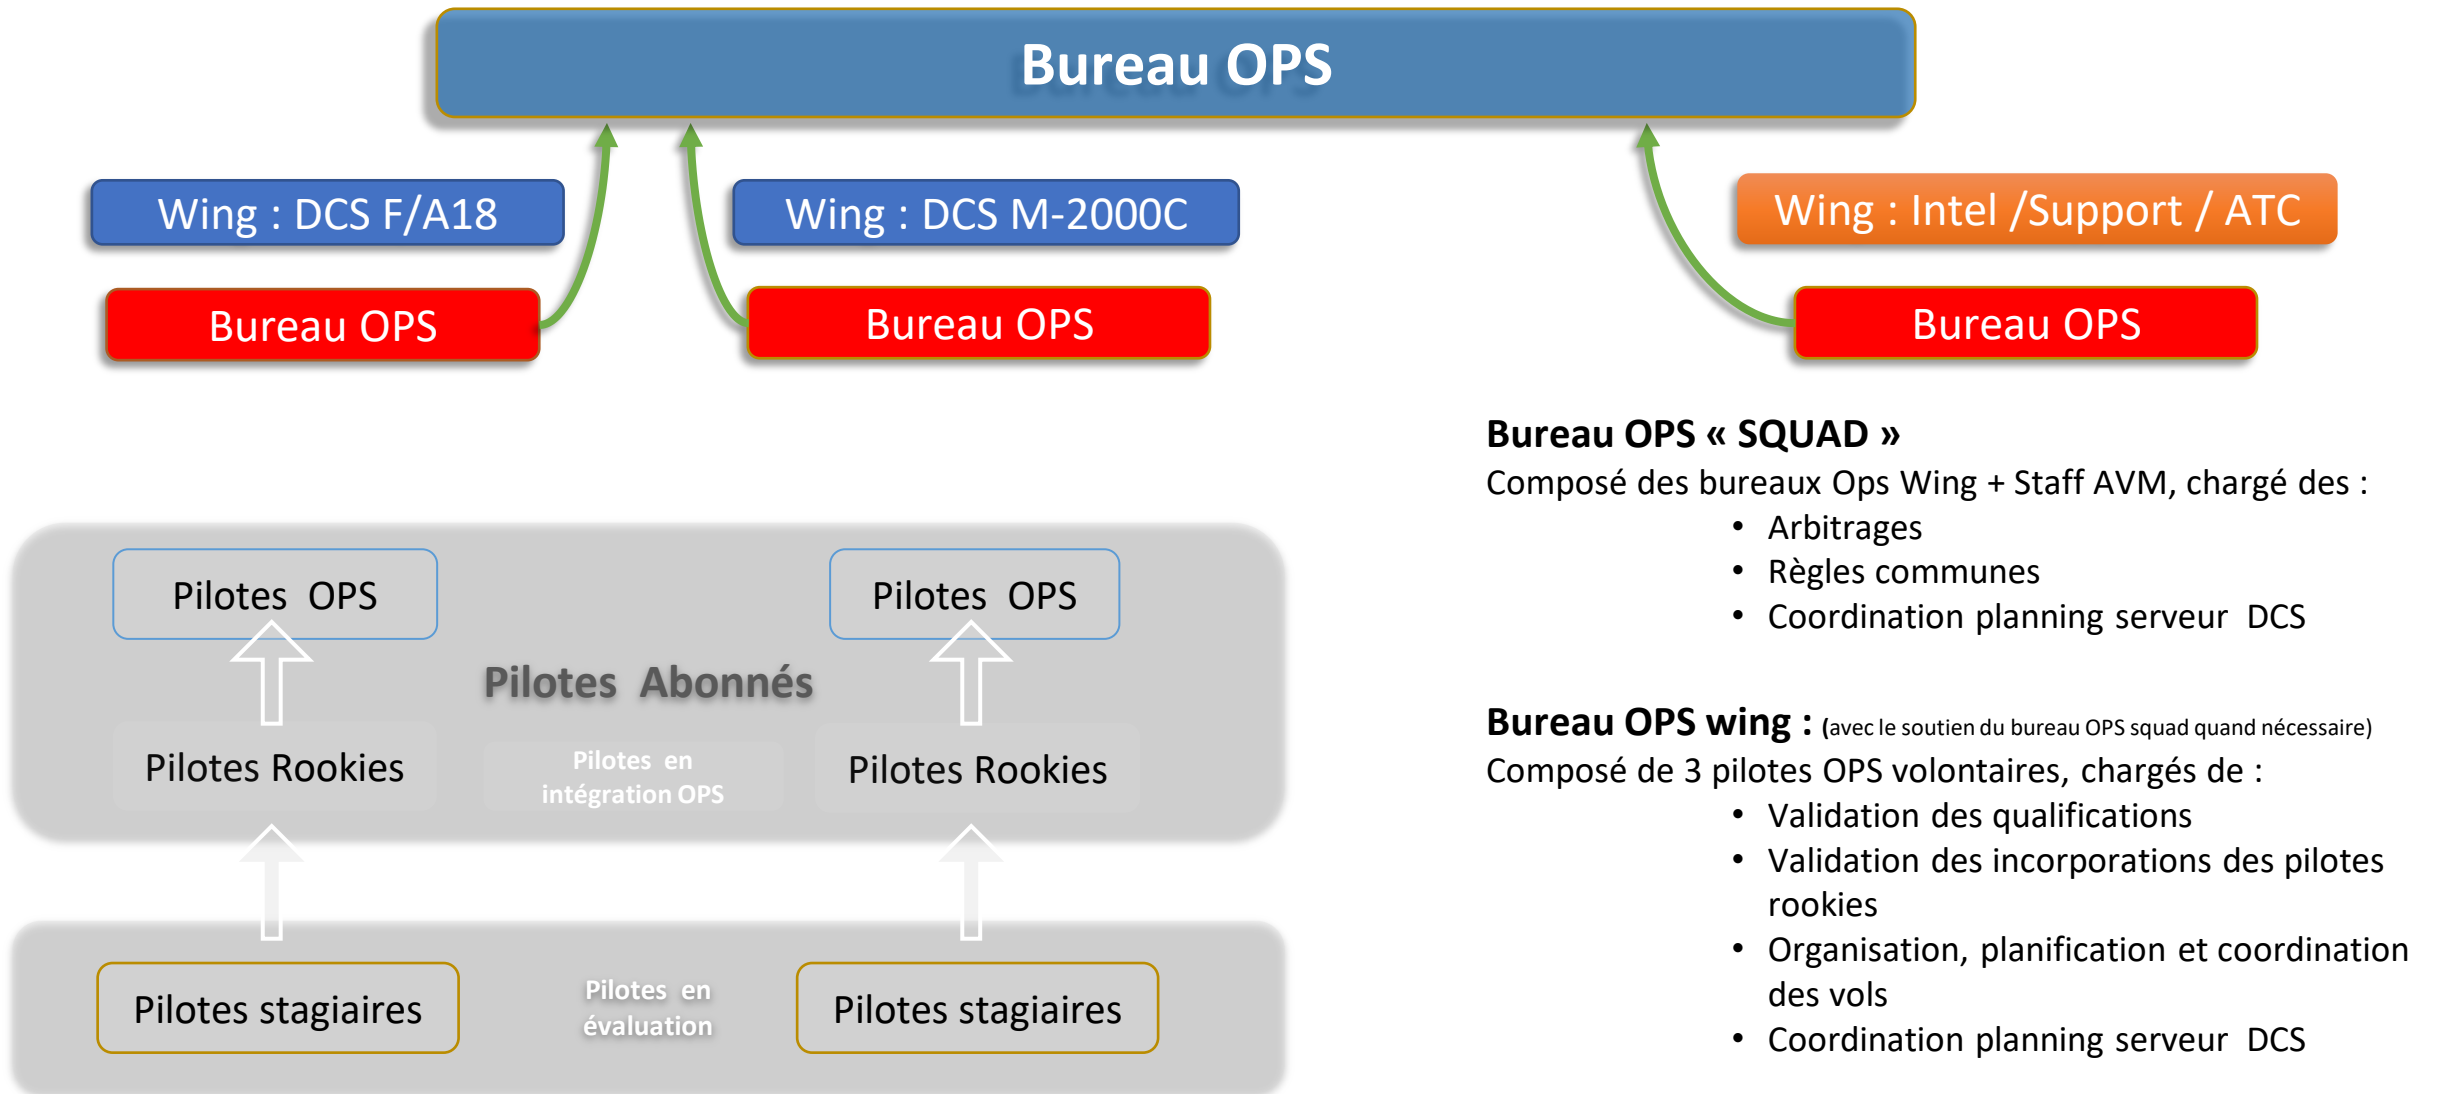 Bureau OPS
Wing : DCS F/A18
Wing : DCS M-2000C
Wing : Intel /Support / ATC
Bureau OPS
Bureau OPS
Bureau OPS
Pilotes OPS
Pilotes OPS
Pilotes Abonnés
Pilotes Rookies
Pilotes en
intégration OPS
Pilotes Rookies
Pilotes stagiaires
Pilotes en
évaluation
Pilotes stagiaires
Bureau OPS « SQUAD »
Composé des bureaux Ops Wing + Staff AVM, chargé des :
• Arbitrages
• Règles communes
• Coordination planning serveur DCS
Bureau OPS wing : (avec le soutien du bureau OPS squad quand nécessaire)
Composé de 3 pilotes OPS volontaires, chargés de :
• Validation des qualifications
• Validation des incorporations des pilotes
rookies
• Organisation, planification et coordination
des vols
• Coordination planning serveur DCS